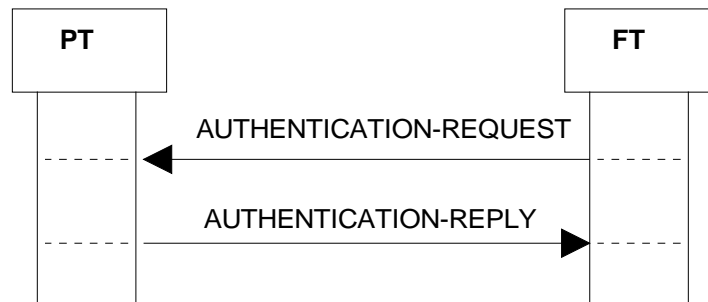 PT
FT
AUTHENTICATION-REQUEST
AUTHENTICATION-REPLY